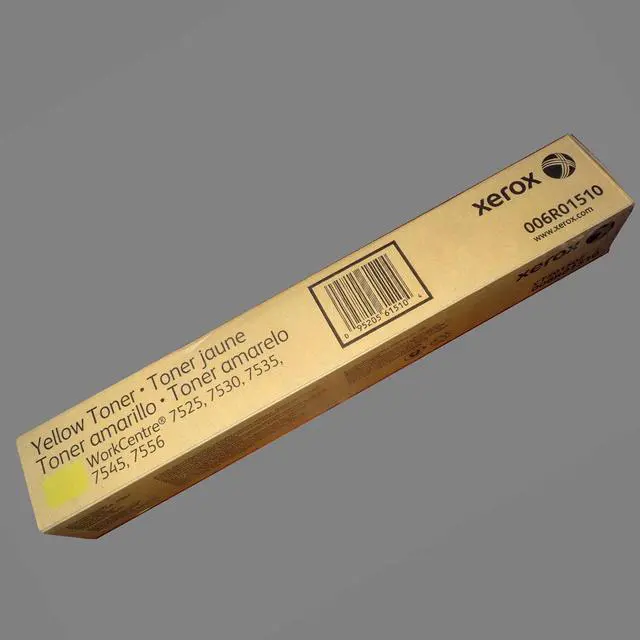 xerox
006R01510
www.xerox.com
0 95205 61510 4
Yellow Toner • Toner jaune
Toner amarillo • Toner amarelo
WorkCentre® 7525, 7530, 7535,
7545, 7556
xerox